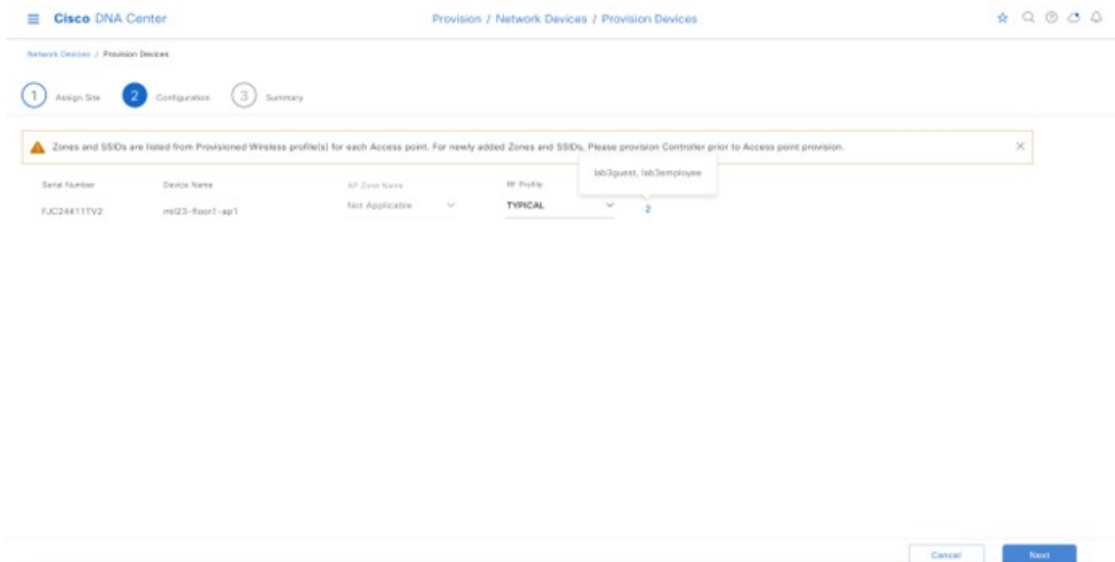 Cisco DNA Center
Provision / Network Devices / Provision Devices
Network Devices / Provision Devices
1 Assign Site 2 Configuration 3 Summary
Zones and SSIDs are listed from Provisioned Wireless profile(s) for each Access point. For newly added Zones and SSIDs, Please provision Controller prior to Access point provision.
lab3guest, lab3employee
Serial Number Device Name AP Zone Name RF Profile
FJC24411TV2 mil23-floor1-ap1 Not Applicable TYPICAL 2
Cancel Next